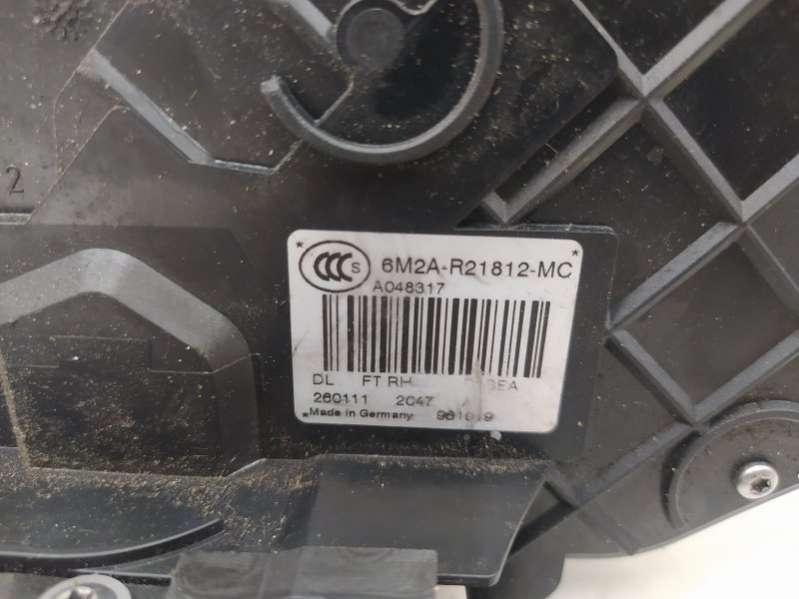 2
CCC S 6M2A-R21812-MC
A048317
DL FT RH
260111 2047
Made in Germany